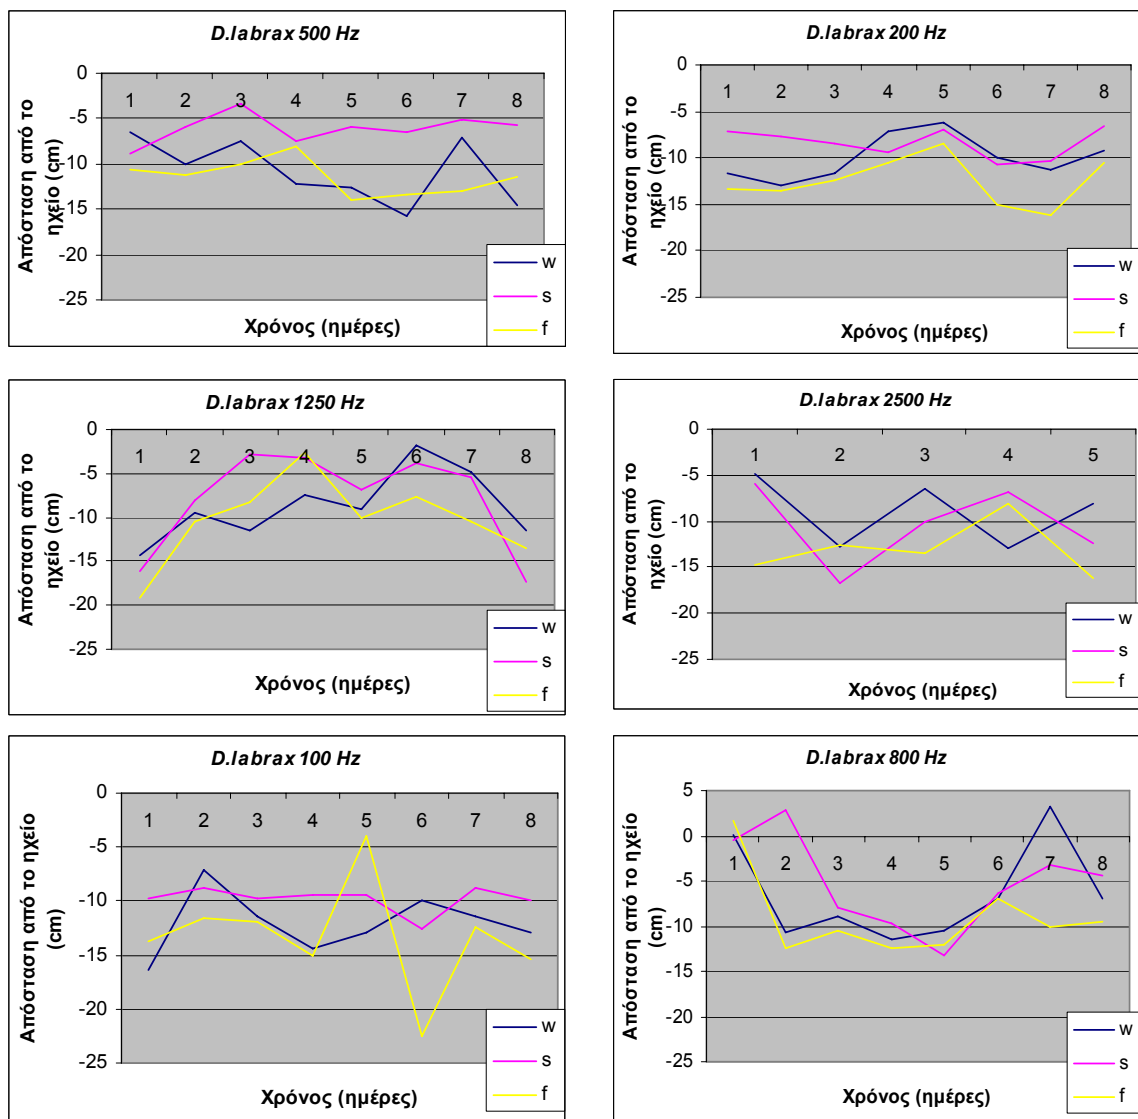 D.labrax 500 Hz
0
-5
-10
-15
-20
-25
1 2 3 4 5 6 7 8
Απόσταση από το
ηχείο (cm)
Χρόνος (ημέρες)
w
s
f
D.labrax 200 Hz
0
-5
-10
-15
-20
-25
1 2 3 4 5 6 7 8
Απόσταση από το
ηχείο (cm)
Χρόνος (ημέρες)
w
s
f
D.labrax 1250 Hz
0
-5
-10
-15
-20
-25
1 2 3 4 5 6 7 8
Απόσταση από το
ηχείο (cm)
Χρόνος (ημέρες)
w
s
f
D.labrax 2500 Hz
0
-5
-10
-15
-20
-25
1 2 3 4 5
Απόσταση από το
ηχείο (cm)
Χρόνος (ημέρες)
w
s
f
D.labrax 100 Hz
0
-5
-10
-15
-20
-25
1 2 3 4 5 6 7 8
Απόσταση από το ηχείο
(cm)
Χρόνος (ημέρες)
w
s
f
D.labrax 800 Hz
5
0
-5
-10
-15
-20
-25
1 2 3 4 5 6 7 8
Απόσταση από το ηχείο
(cm)
Χρόνος (ημέρες)
w
s
f